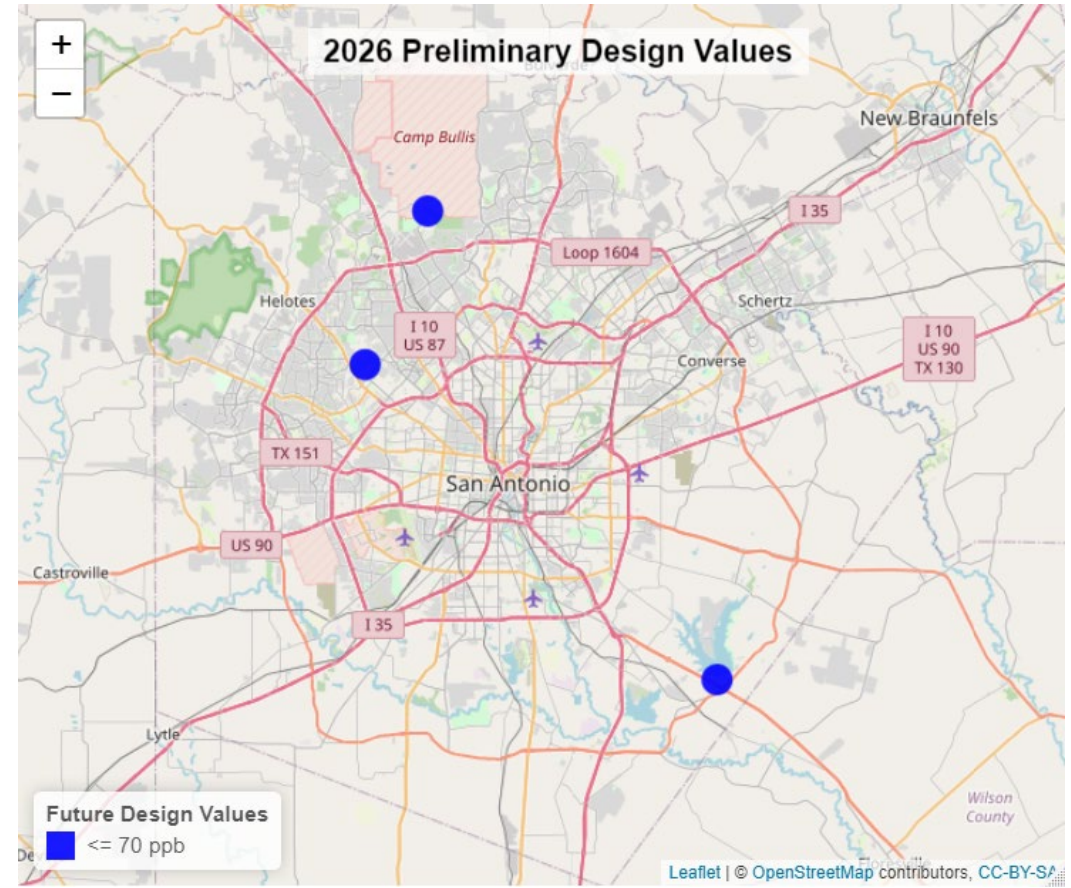 +
−
2026 Preliminary Design Values
Camp Bullis
New Braunfels
I 35
Loop 1604
Helotes
Schertz
I 10
US 87
I 10
US 90
TX 130
Converse
TX 151
San Antonio
US 90
Castroville
I 35
Lytle
Wilson
County
Future Design Values
<= 70 ppb
Floresville
Leaflet | © OpenStreetMap contributors, CC-BY-SA